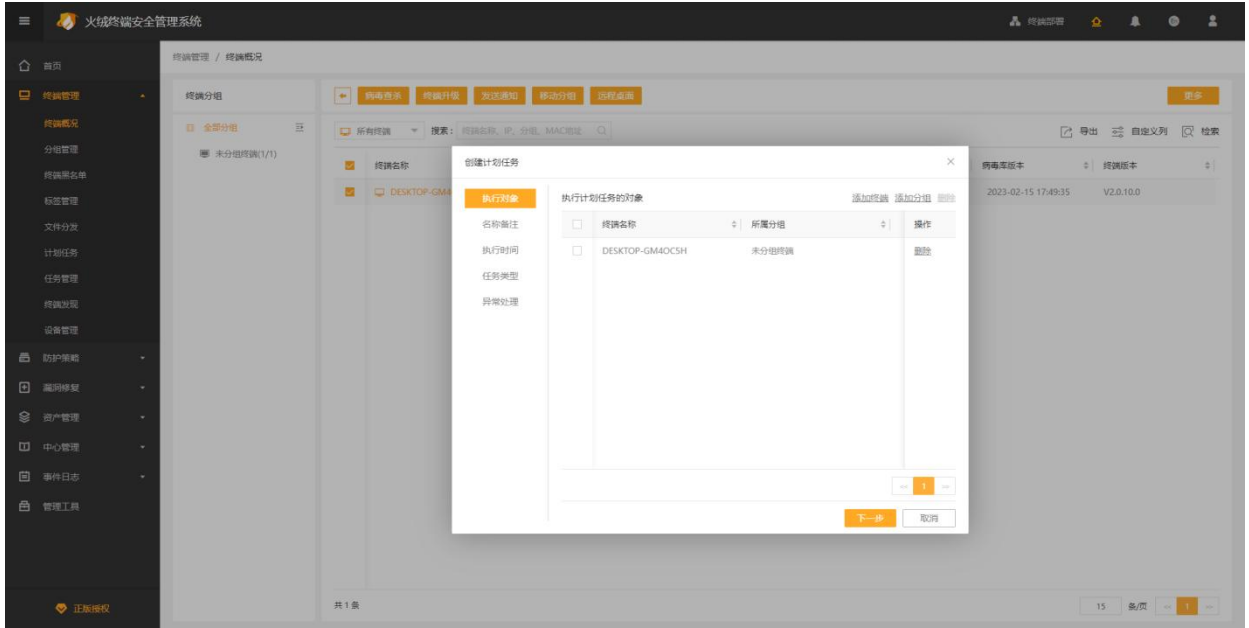 火绒终端安全管理系统
终端部署
首页
终端管理
终端概况
分组管理
终端黑名单
标签管理
文件分发
计划任务
任务管理
终端发现
设备管理
防护策略
漏洞修复
资产管理
中心管理
事件日志
管理工具
正版授权
终端管理 / 终端概况
终端分组
全部分组
未分组终端(1/1)
病毒查杀 终端升级 发送通知 移动分组 远程桌面 更多
所有终端 搜索: 终端名称, IP, 分组, MAC地址 导出 自定义列 检索
终端名称 病毒库版本 终端版本
DESKTOP-GM4 2023-02-15 17:49:35 V2.0.10.0
创建计划任务
执行对象
名称备注
执行时间
任务类型
异常处理
执行计划任务的对象 添加终端 添加分组 删除
终端名称 所属分组 操作
DESKTOP-GM4OC5H 未分组终端 删除
1
下一步 取消
共1条 15 条/页 1